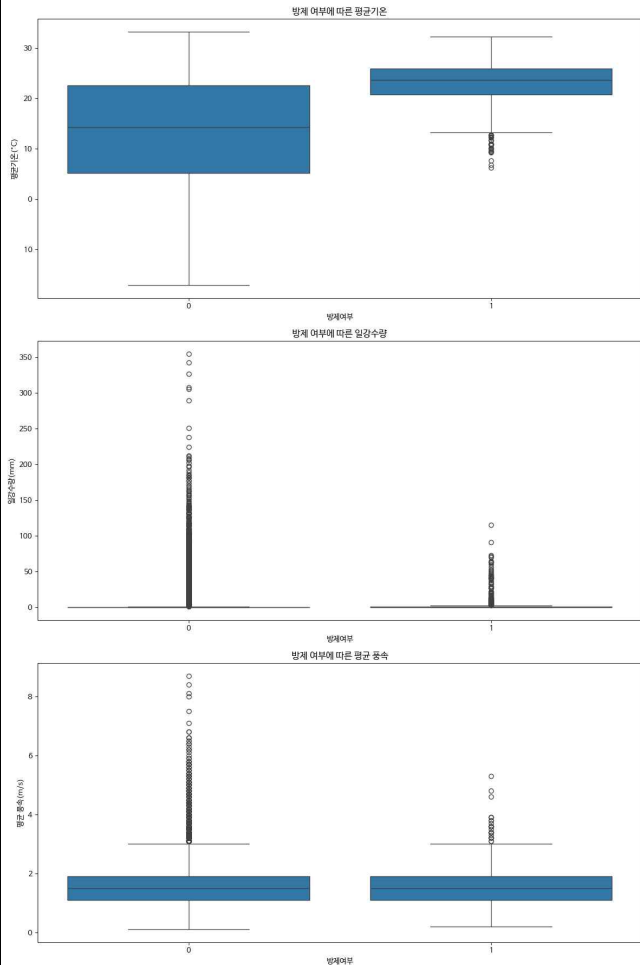 방제 여부에 따른 평균기온
평균기온(°C)
30
20
10
0
10
0
1
방제여부
방제 여부에 따른 일강수량
일강수량(mm)
350
300
250
200
150
100
50
0
0
1
방제여부
방제 여부에 따른 평균 풍속
평균 풍속(m/s)
8
6
4
2
0
0
1
방제여부